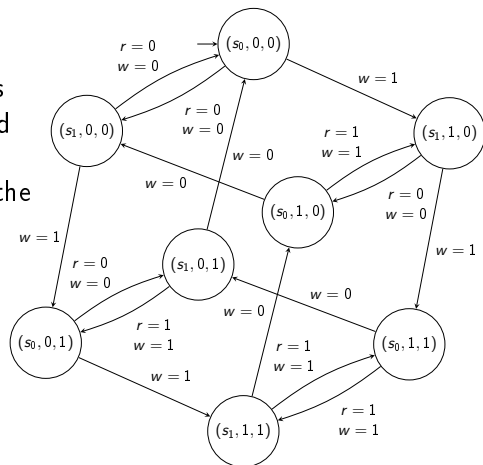 (s₀, 0, 0)
r = 0
w = 0
s
w = 1
d
r = 0
w = 0
(s₁, 0, 0)
(s₁, 1, 0)
r = 1
w = 1
w = 0
the
w = 0
r = 0
w = 0
(s₀, 1, 0)
w = 1
w = 1
r = 0
w = 0
(s₁, 0, 1)
w = 0
w = 0
r = 1
w = 1
(s₀, 0, 1)
(s₀, 1, 1)
r = 1
w = 1
w = 1
r = 1
w = 1
(s₁, 1, 1)